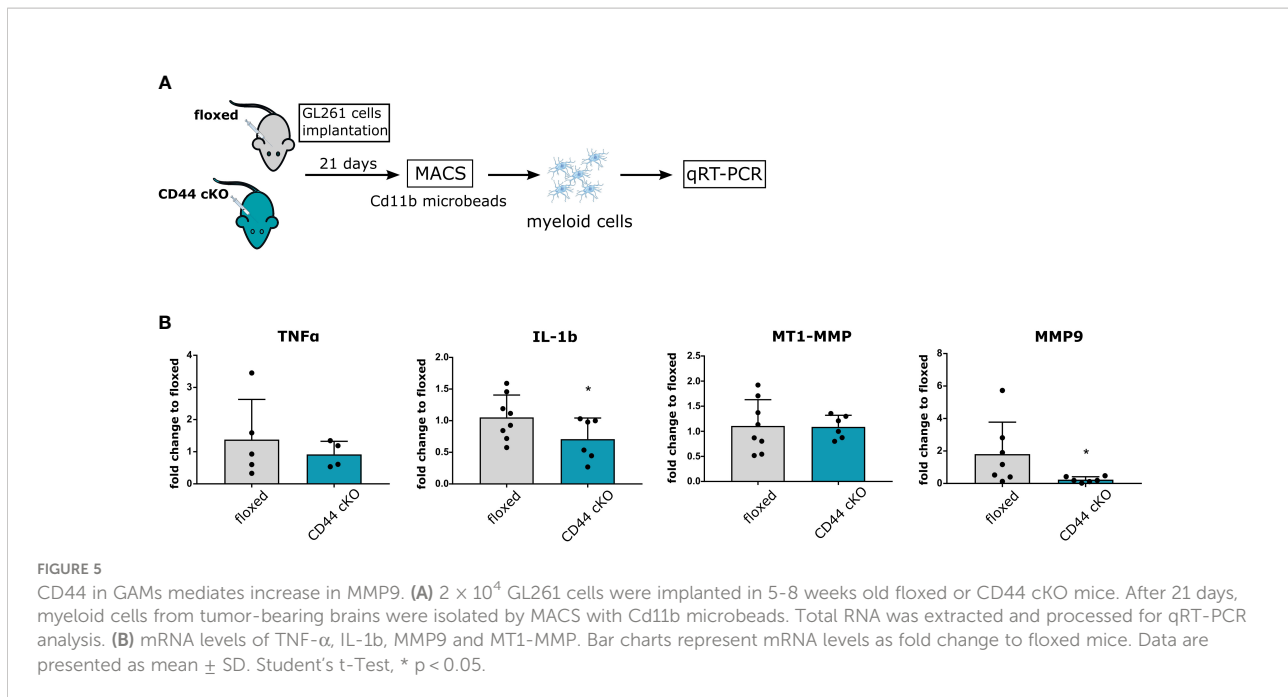 A
floxed
GL261 cells
implantation
21 days
MACS
Cd11b microbeads
myeloid cells
qRT-PCR
CD44 cKO
B
TNFα
fold change to floxed
4
3
2
1
0
floxed
CD44 cKO
IL-1b
fold change to floxed
2.0
1.5
1.0
0.5
0.0
*
floxed
CD44 cKO
MT1-MMP
fold change to floxed
2.5
2.0
1.5
1.0
0.5
0.0
floxed
CD44 cKO
MMP9
fold change to floxed
8
6
4
2
0
*
floxed
CD44 cKO
FIGURE 5
CD44 in GAMs mediates increase in MMP9. (A) 2 × 10⁴ GL261 cells were implanted in 5-8 weeks old floxed or CD44 cKO mice. After 21 days,
myeloid cells from tumor-bearing brains were isolated by MACS with Cd11b microbeads. Total RNA was extracted and processed for qRT-PCR
analysis. (B) mRNA levels of TNF-α, IL-1b, MMP9 and MT1-MMP. Bar charts represent mRNA levels as fold change to floxed mice. Data are
presented as mean ± SD. Student's t-Test, * p < 0.05.